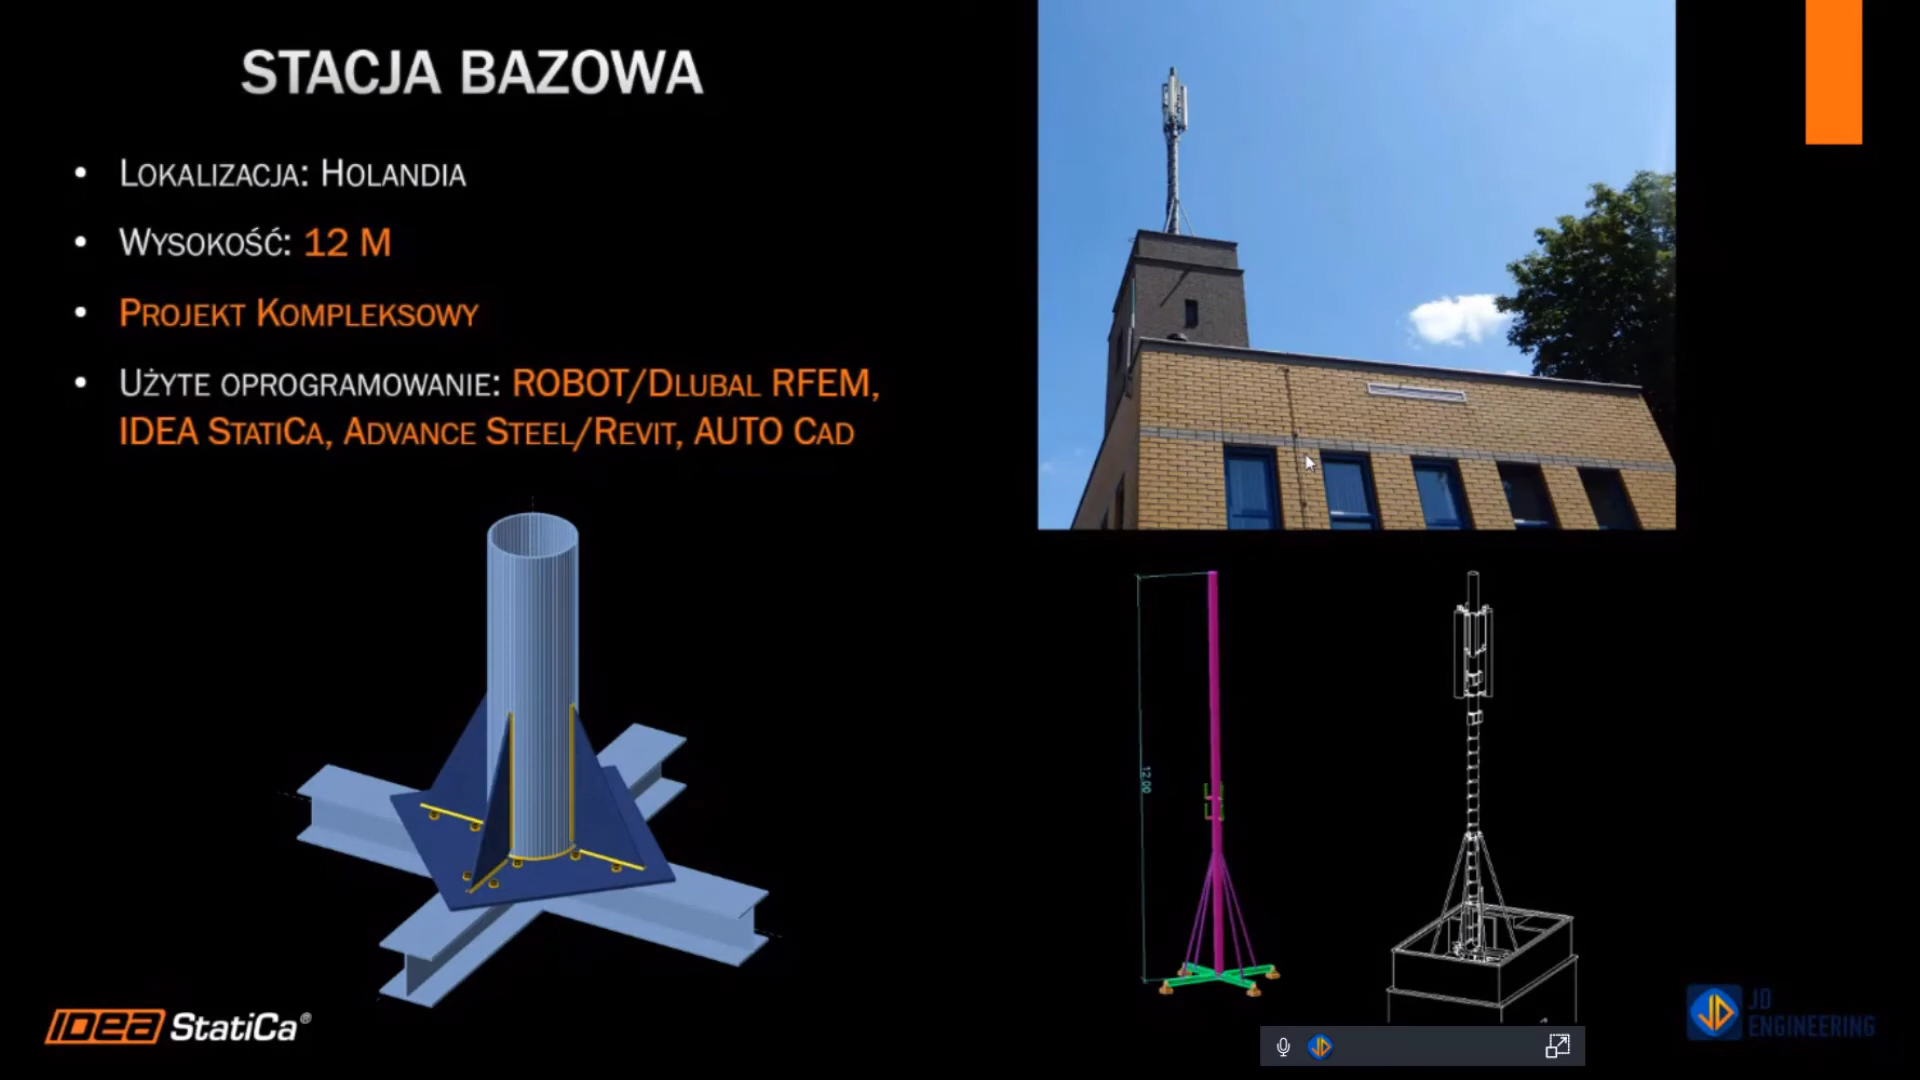 STACJA BAZOWA
• LOKALIZACJA: HOLANDIA
• WYSOKOŚĆ: 12 M
• PROJEKT KOMPLEKSOWY
• UŻYTE OPROGRAMOWANIE: ROBOT/DLUBAL RFEM,
IDEA STATICA, ADVANCE STEEL/REVIT, AUTO CAD
12.00
IDEA StatiCa®
JD
ENGINEERING